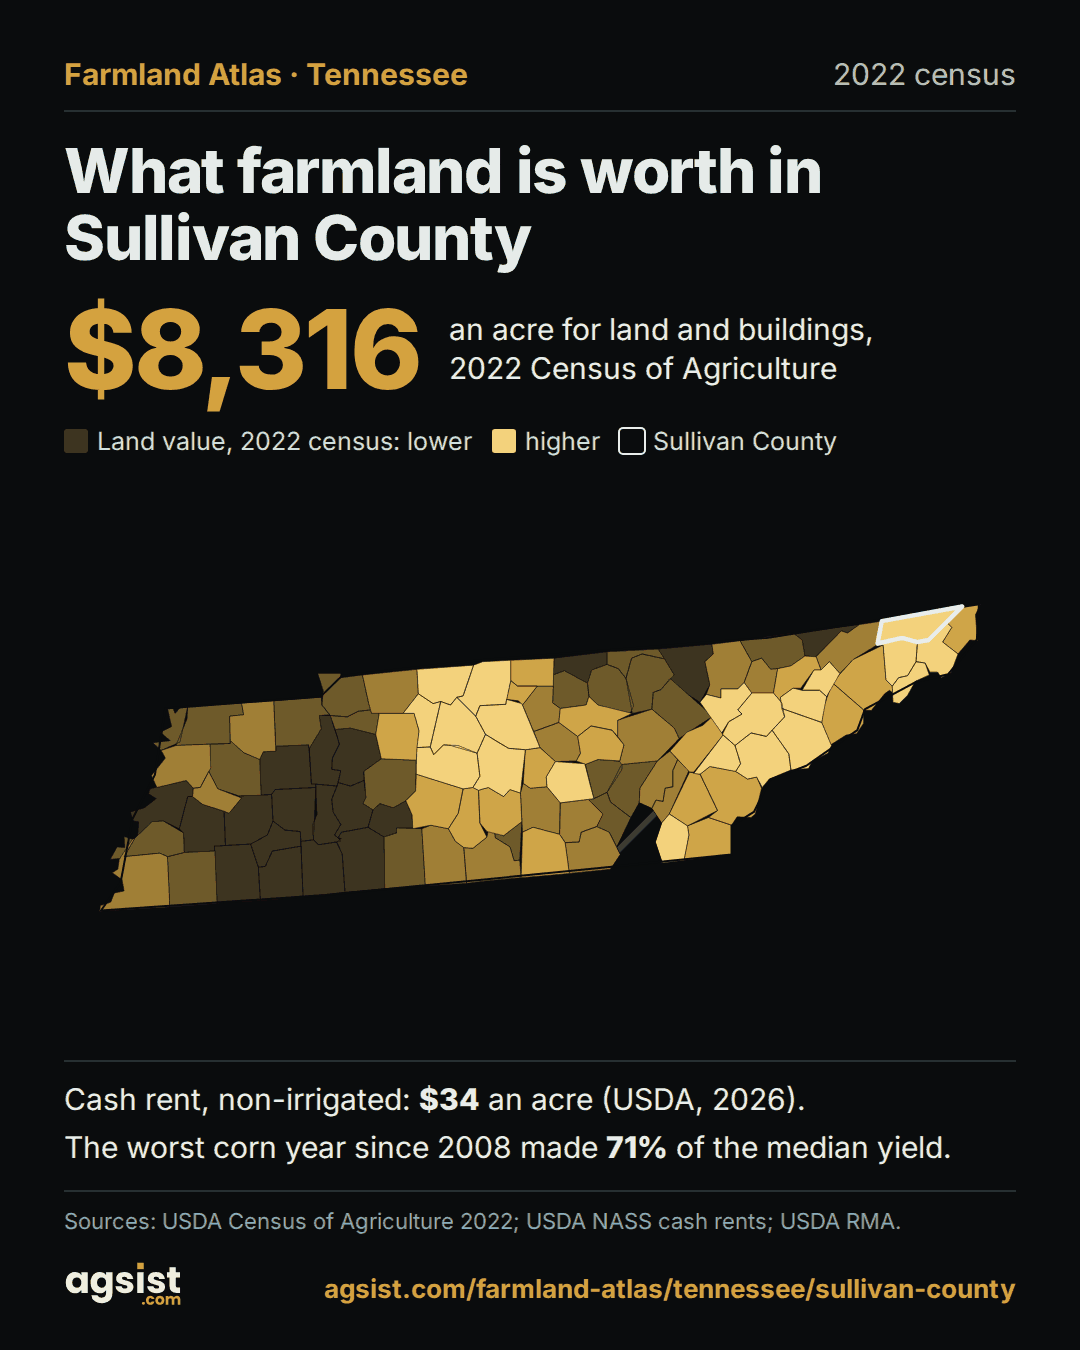 Farmland Atlas · Tennessee
2022 census
What farmland is worth in
Sullivan County
$8,316
an acre for land and buildings,
2022 Census of Agriculture
Land value, 2022 census: lower
higher
Sullivan County
Cash rent, non-irrigated: $34 an acre (USDA, 2026).
The worst corn year since 2008 made 71% of the median yield.
Sources: USDA Census of Agriculture 2022; USDA NASS cash rents; USDA RMA.
agsist
.com
agsist.com/farmland-atlas/tennessee/sullivan-county